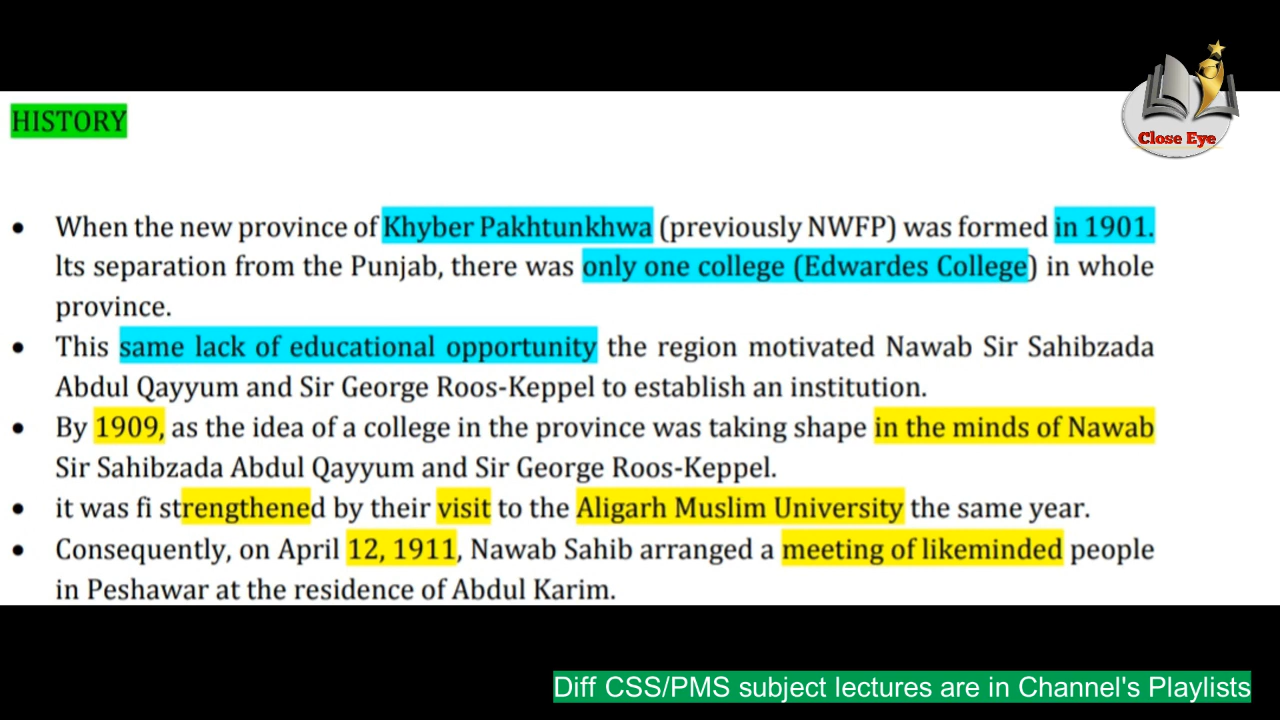 Close Eye
HISTORY
• When the new province of Khyber Pakhtunkhwa (previously NWFP) was formed in 1901.
Its separation from the Punjab, there was only one college (Edwardes College) in whole
province.
• This same lack of educational opportunity the region motivated Nawab Sir Sahibzada
Abdul Qayyum and Sir George Roos-Keppel to establish an institution.
• By 1909, as the idea of a college in the province was taking shape in the minds of Nawab
Sir Sahibzada Abdul Qayyum and Sir George Roos-Keppel.
• it was fi strengthened by their visit to the Aligarh Muslim University the same year.
• Consequently, on April 12, 1911, Nawab Sahib arranged a meeting of likeminded people
in Peshawar at the residence of Abdul Karim.
Diff CSS/PMS subject lectures are in Channel's Playlists